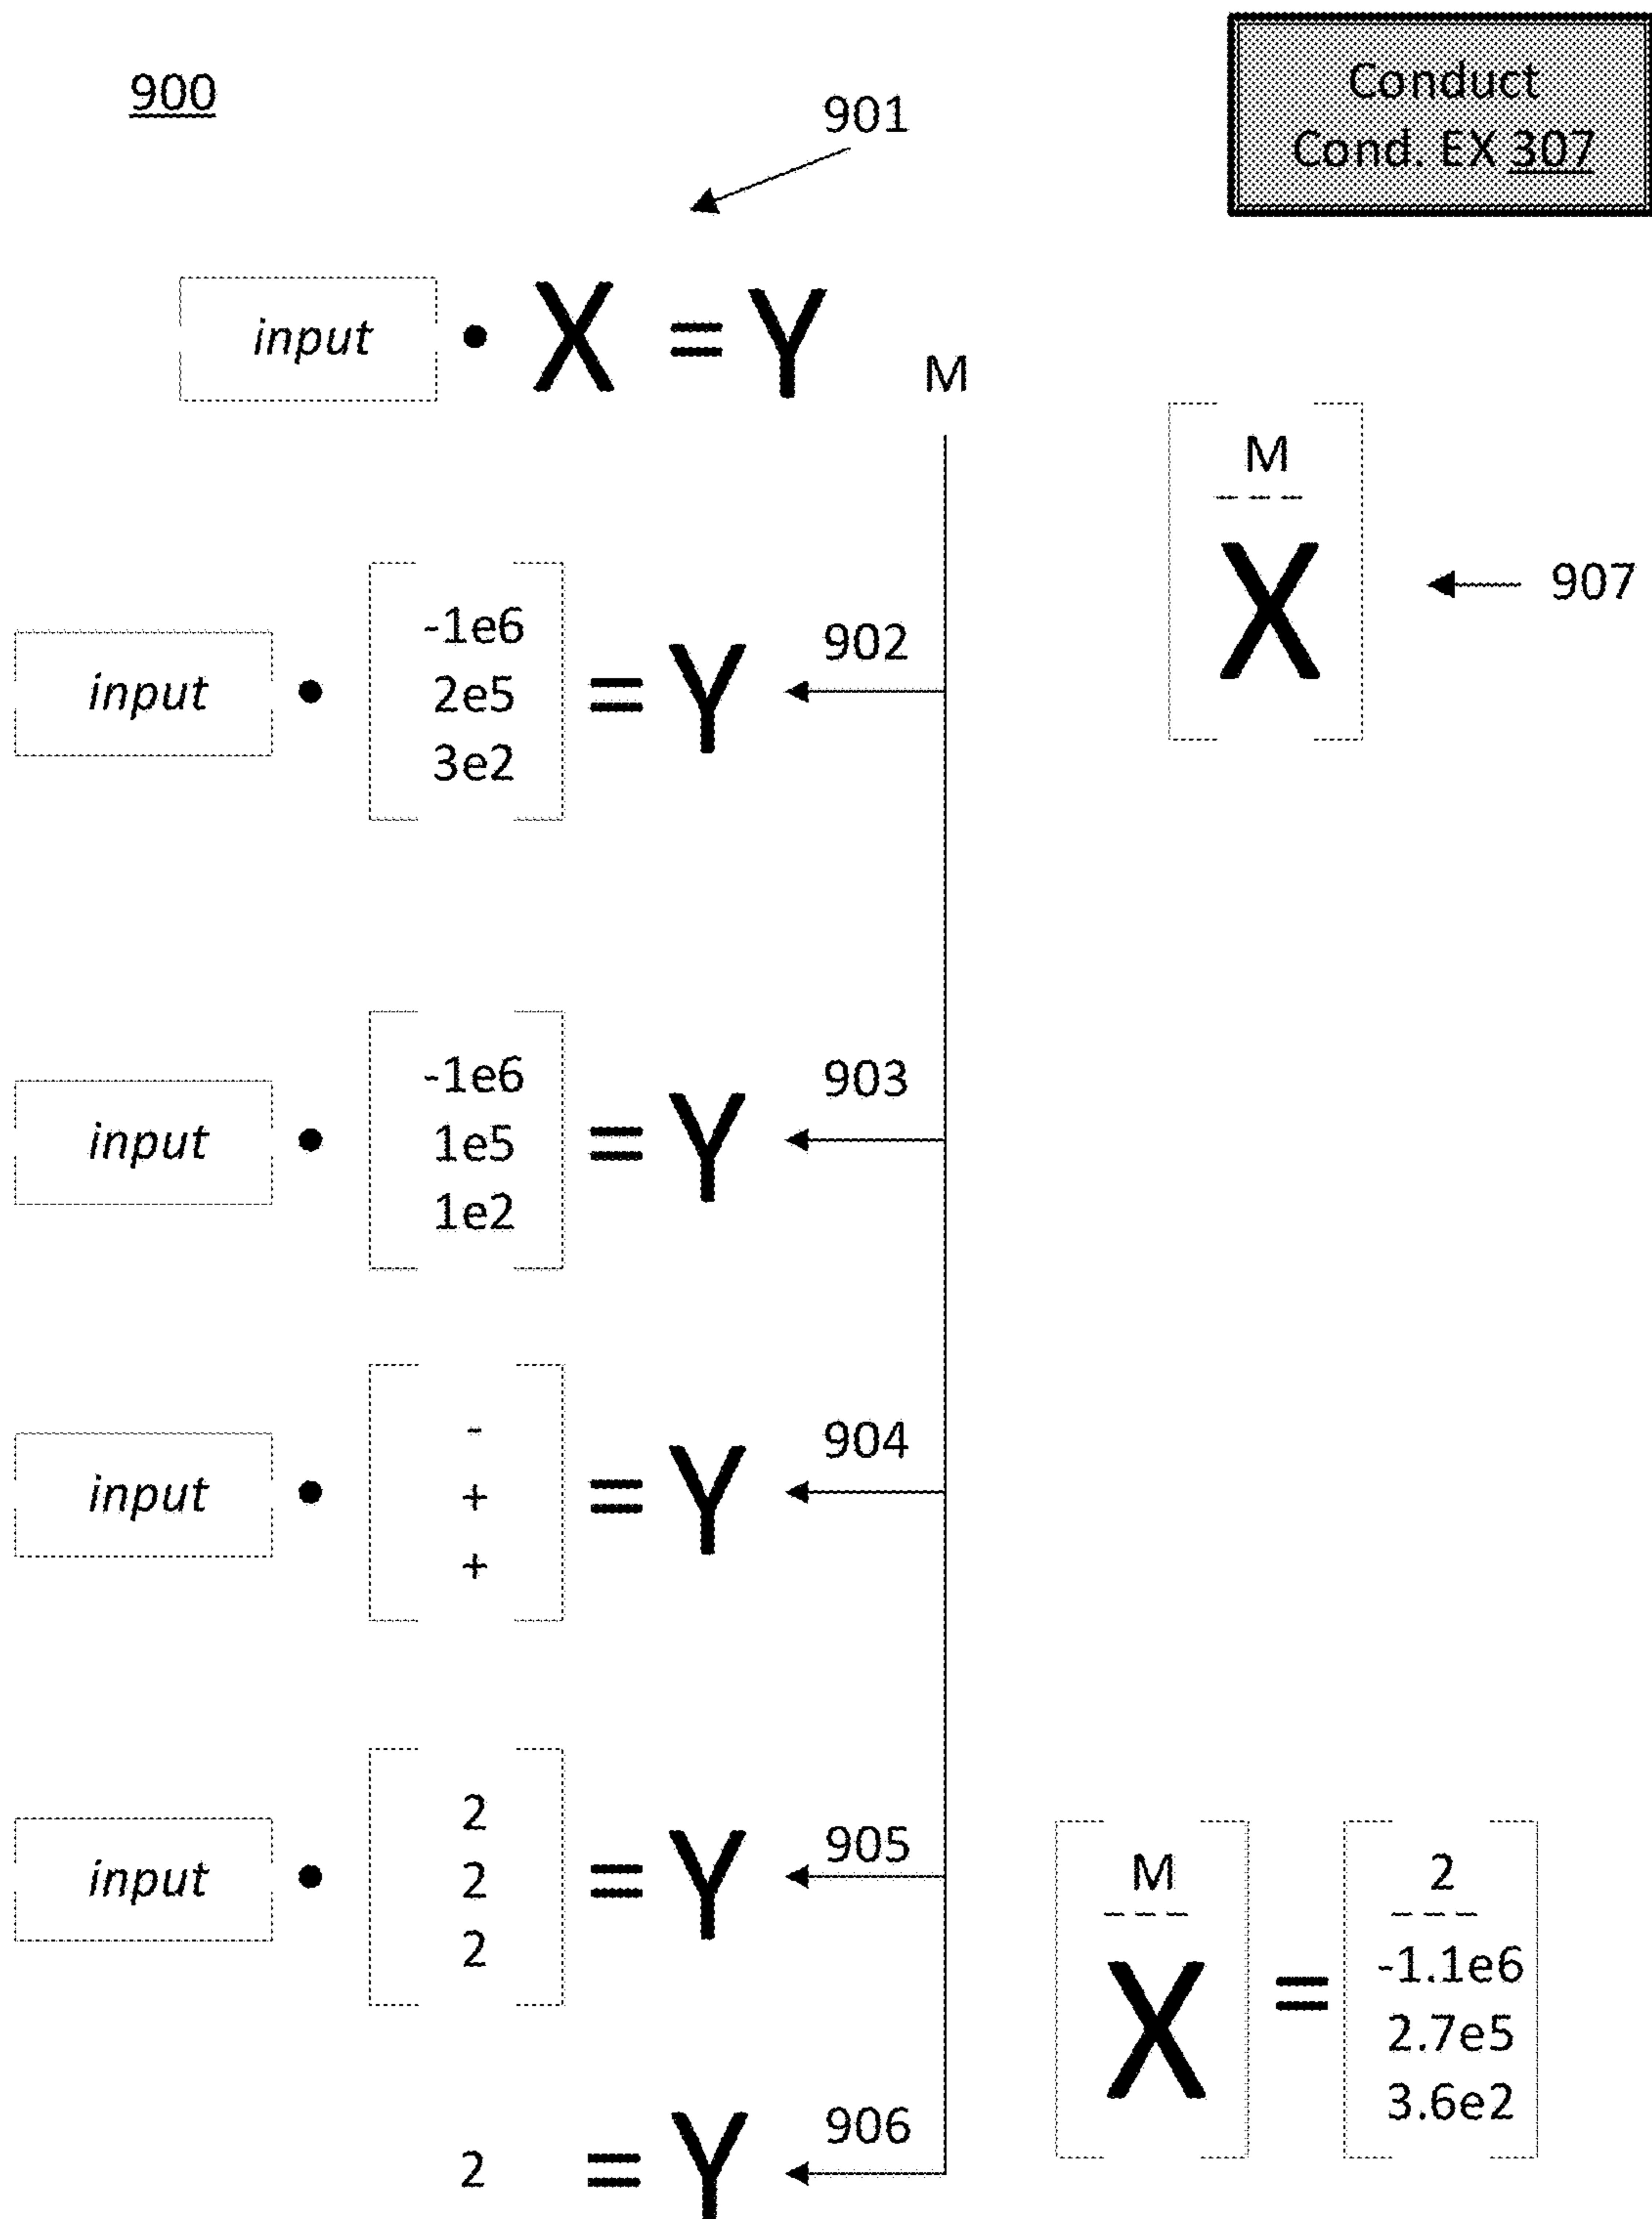 900
901
Conduct
Cond. EX 307
input • X = Y
M
M
X
907
input • -1e6 2e5 3e2 = Y
902
input • -1e6 1e5 1e2 = Y
903
input • - + + = Y
904
input • 2 2 2 = Y
905
M
X
=
2
-1.1e6
2.7e5
3.6e2
2 = Y
906